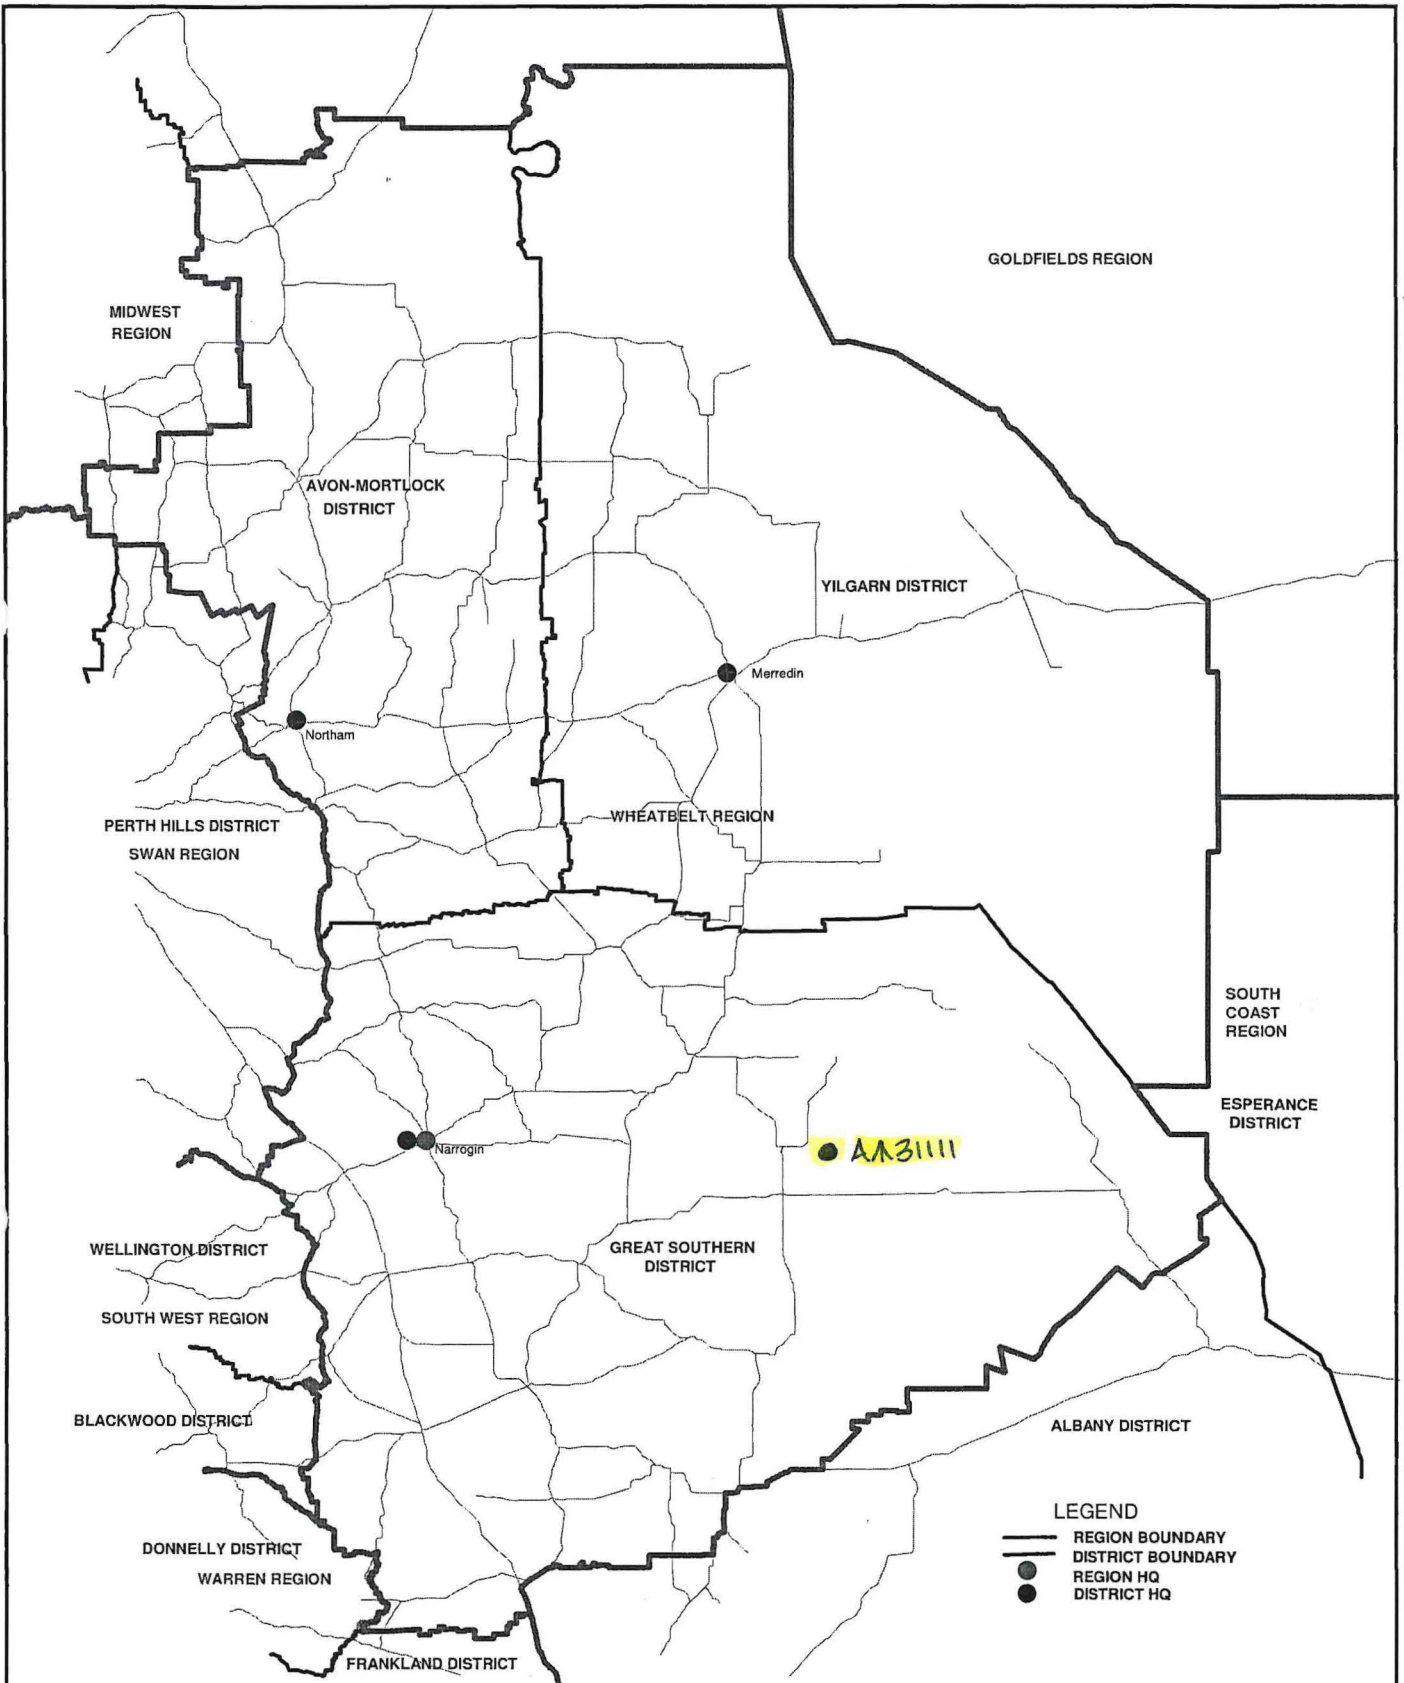 GOLDFIELDS REGION
MIDWEST
REGION
AVON-MORTLOCK
DISTRICT
YILGARN DISTRICT
Merredin
Northam
WHEATBELT REGION
PERTH HILLS DISTRICT
SWAN REGION
SOUTH
COAST
REGION
ESPERANCE
DISTRICT
Narrogin
WELLINGTON DISTRICT
GREAT SOUTHERN
DISTRICT
SOUTH WEST REGION
BLACKWOOD DISTRICT
ALBANY DISTRICT
LEGEND
REGION BOUNDARY
DISTRICT BOUNDARY
REGION HQ
DISTRICT HQ
DONNELLY DISTRICT
WARREN REGION
FRANKLAND DISTRICT